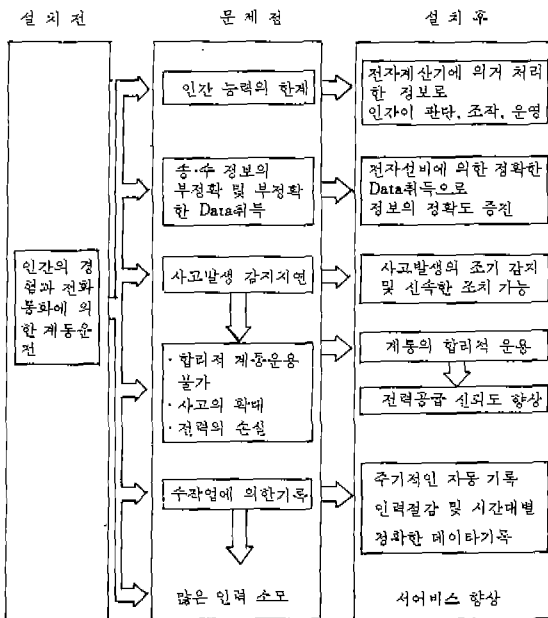 설치전
문제점
설치후
인간의 경
험과 전화
통화에 의
한 계통운
전
인간 능력의 한계
송·수 정보의
부정확 및 부정확
한 Data취득
사고발생 감지지연
· 합리적 계통운용
불가
· 사고의 확대
· 전력의 손실
수작업에 의한기록
많은 인력 소모
전자계산기에 의거 처리
한 정보로
인자이 판단, 조작, 운영
전자선비에 의한 정확한
Data취득으로
정보의 정확도 증진
사고발생의 조기 감지
및 신속한 조치 가능
계통의 합리적 운용
전력공급 신뢰도 향상
주기적인 자동 기록
인력절감 및 시간대별
정확한 데이타기록
서어비스 향상